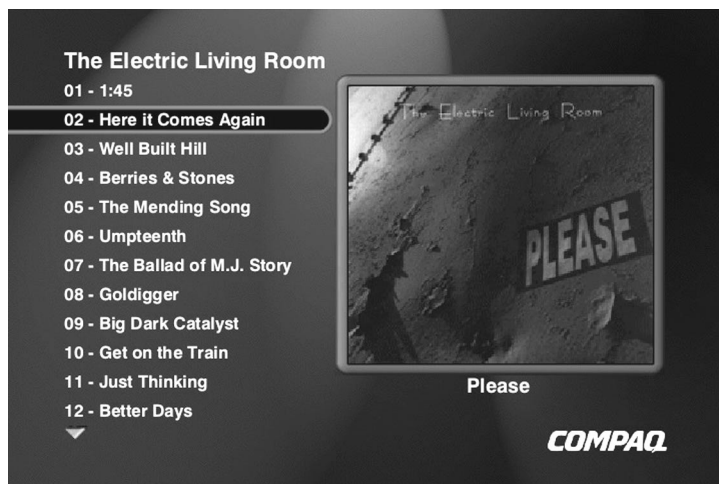 The Electric Living Room
01 - 1:45
02 - Here it Comes Again
03 - Well Built Hill
04 - Berries & Stones
05 - The Mending Song
06 - Umpteenth
07 - The Ballad of M.J. Story
08 - Goldigger
09 - Big Dark Catalyst
10 - Get on the Train
11 - Just Thinking
12 - Better Days
The Electric Living Room
PLEASE
Please
COMPAQ